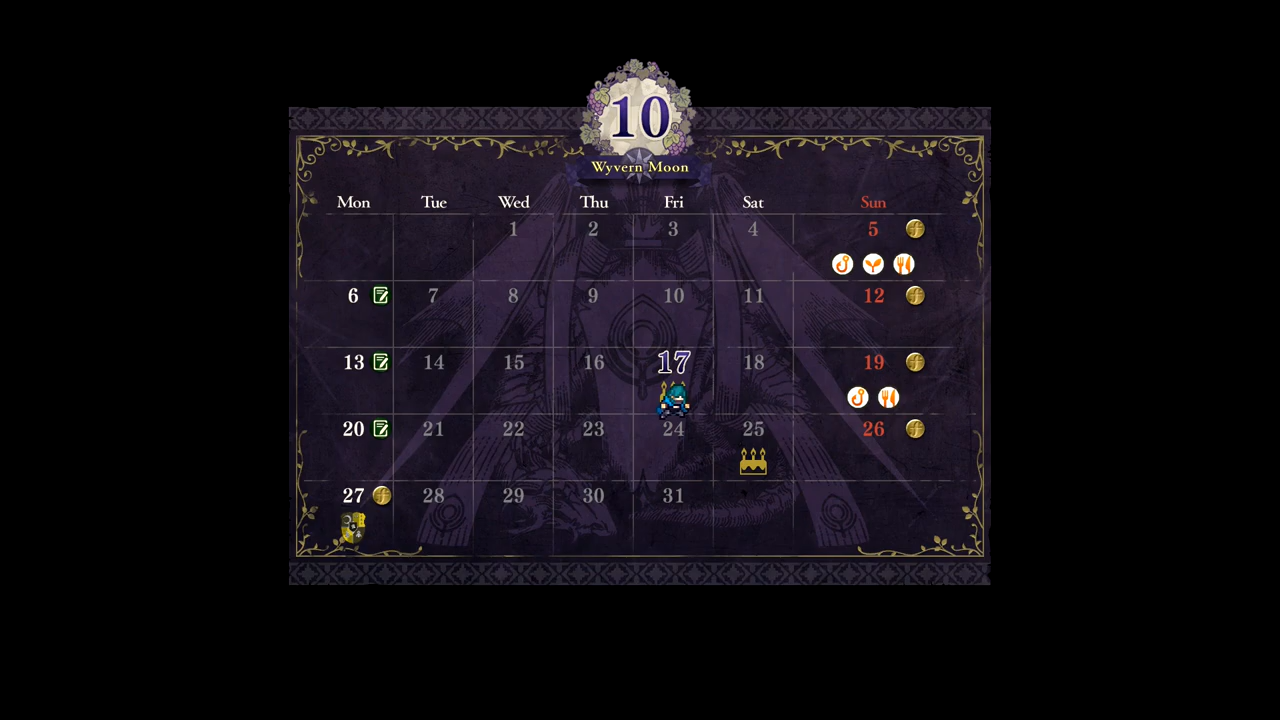 10
Wyvern Moon
Mon Tue Wed Thu Fri Sat Sun
1 2 3 4 5
6 7 8 9 10 11 12
13 14 15 16 17 18 19
20 21 22 23 24 25 26
27 28 29 30 31